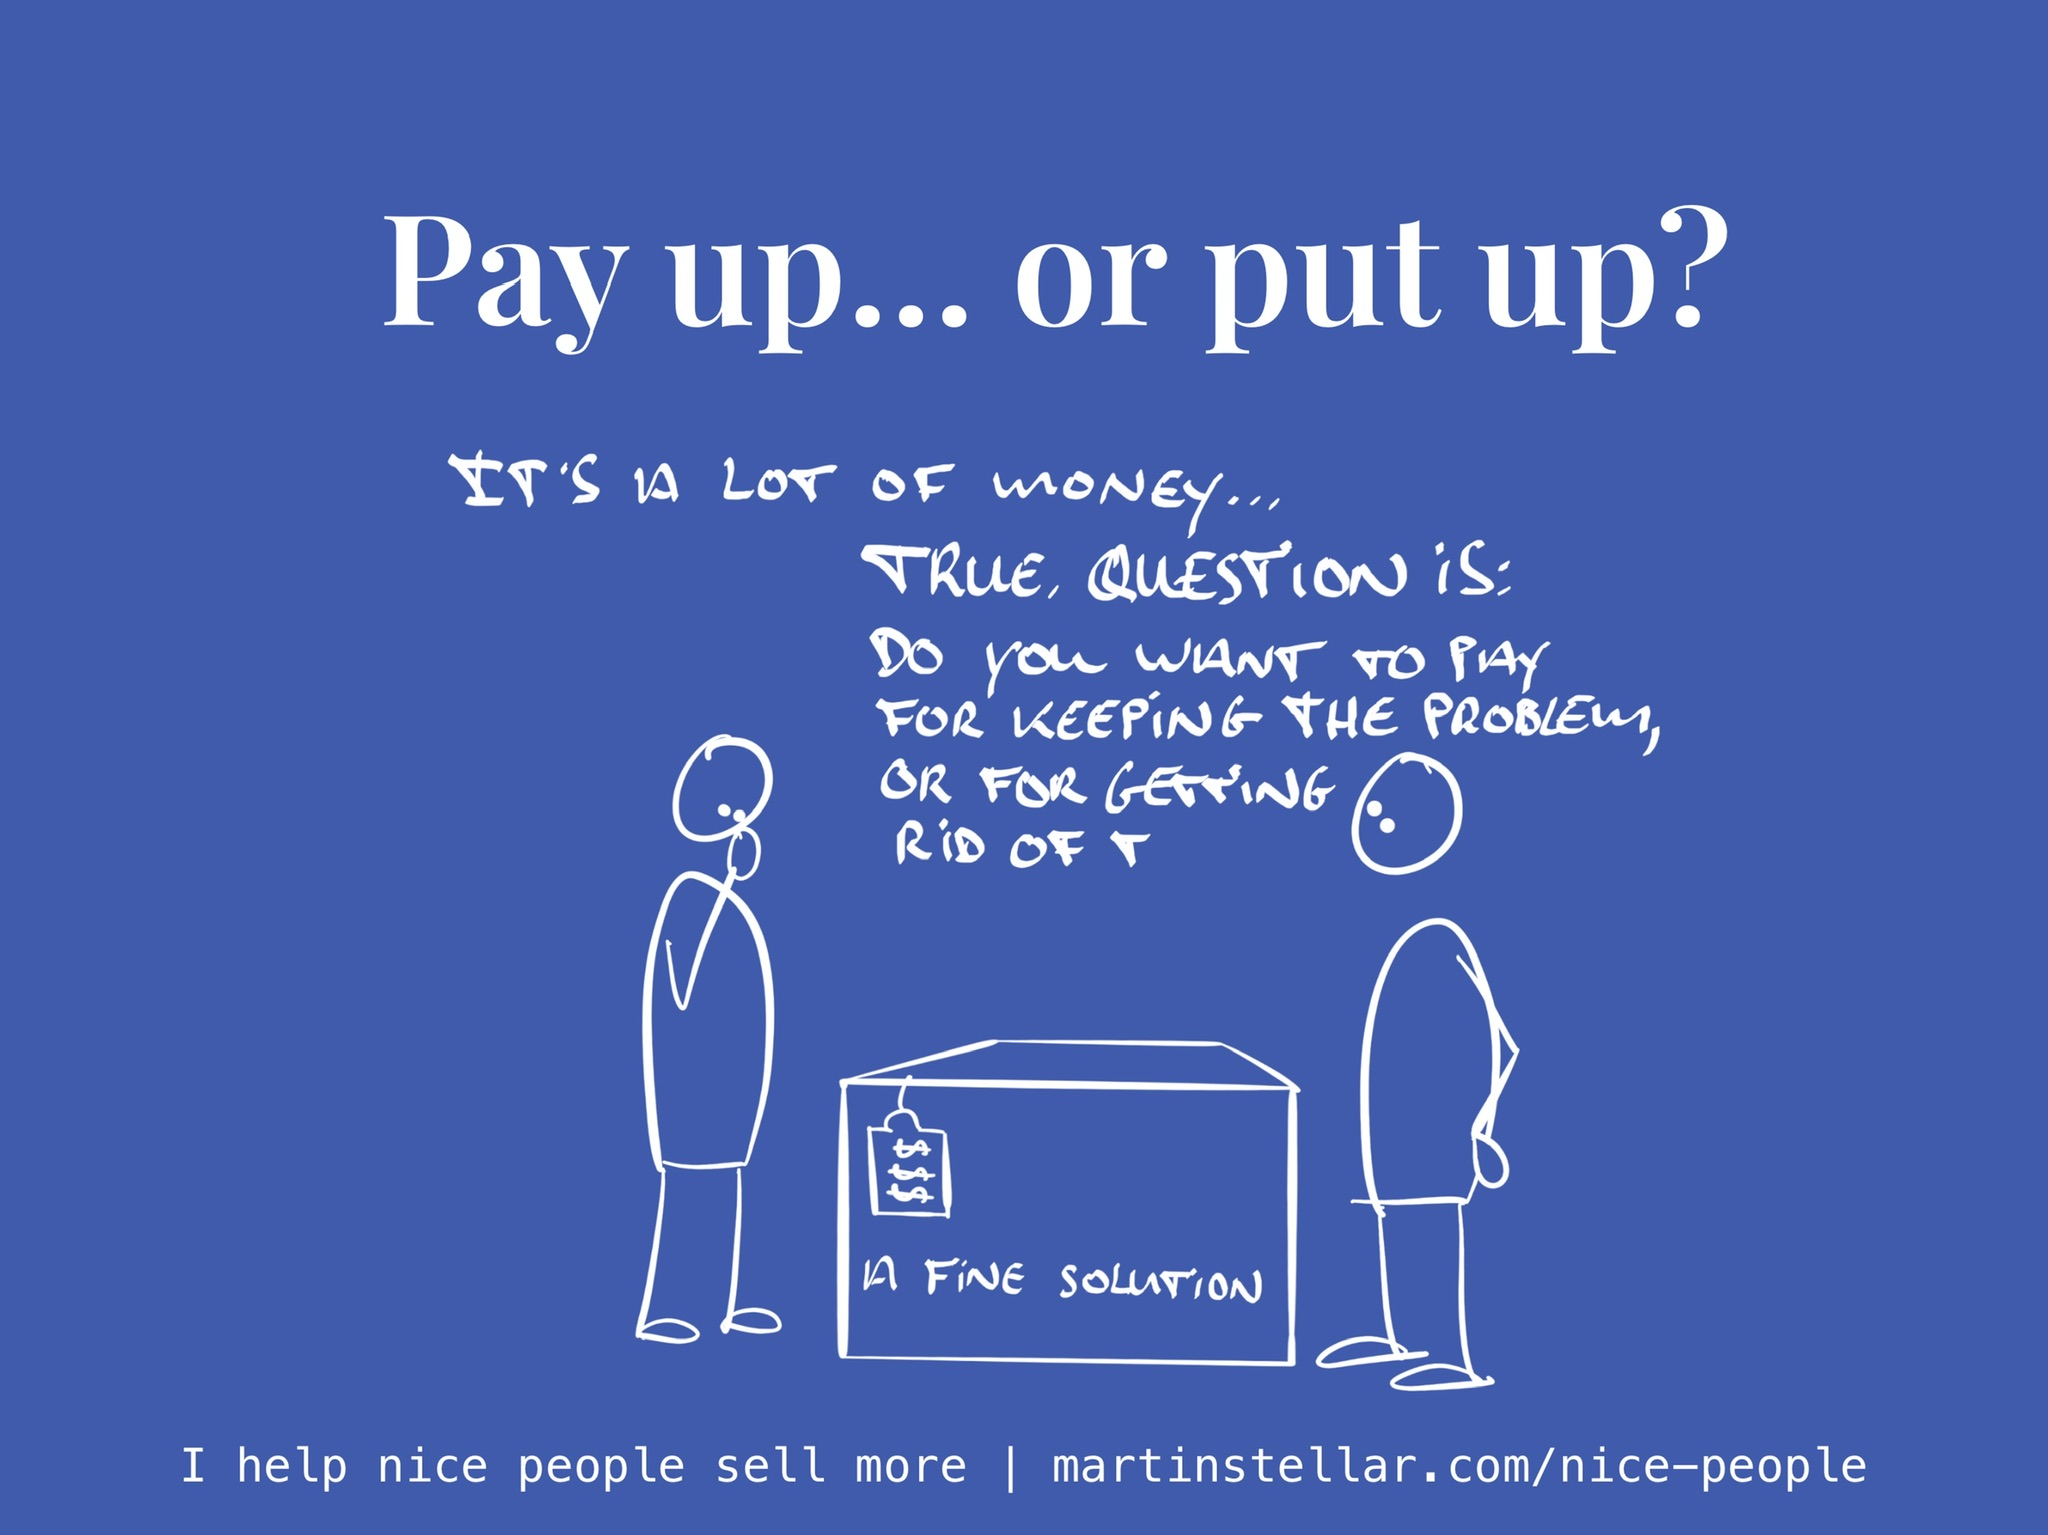 Pay up... or put up?
IT'S A LOT OF MONEY...
TRUE. QUESTION IS:
DO YOU WANT TO PAY
FOR KEEPING THE PROBLEM,
OR FOR GETTING
RID OF T
$$$
A FINE SOLUTION
I help nice people sell more | martinstellar.com/nice-people